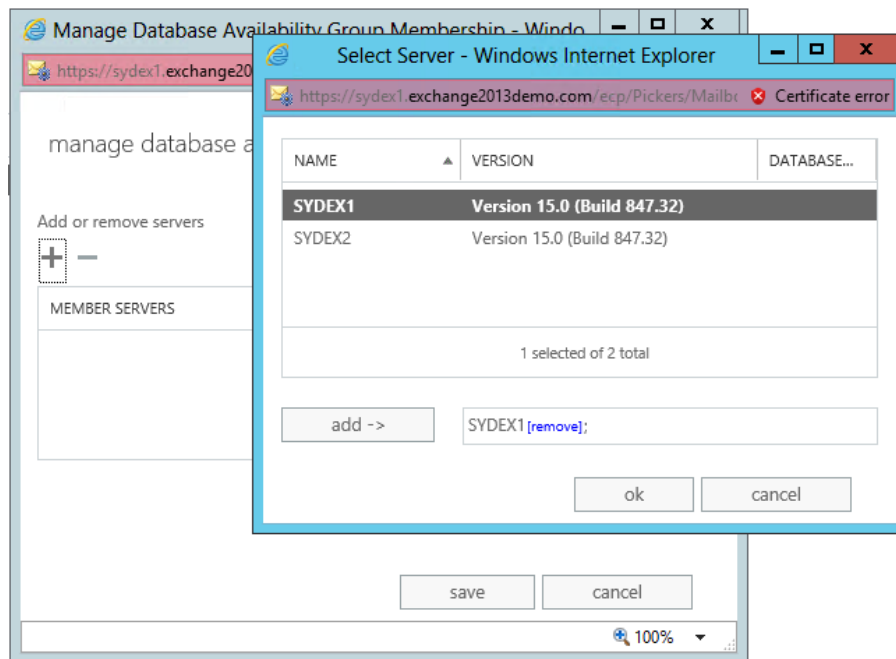 Manage Database Availability Group Membership - Windo
https://sydex1.exchange20
manage database a
Add or remove servers
MEMBER SERVERS
save
cancel
100%
Select Server - Windows Internet Explorer
https://sydex1.exchange2013demo.com/ecp/Pickers/Mailbo
Certificate error
NAME
VERSION
DATABASE...
SYDEX1 Version 15.0 (Build 847.32)
SYDEX2 Version 15.0 (Build 847.32)
1 selected of 2 total
add ->
SYDEX1[remove];
ok
cancel